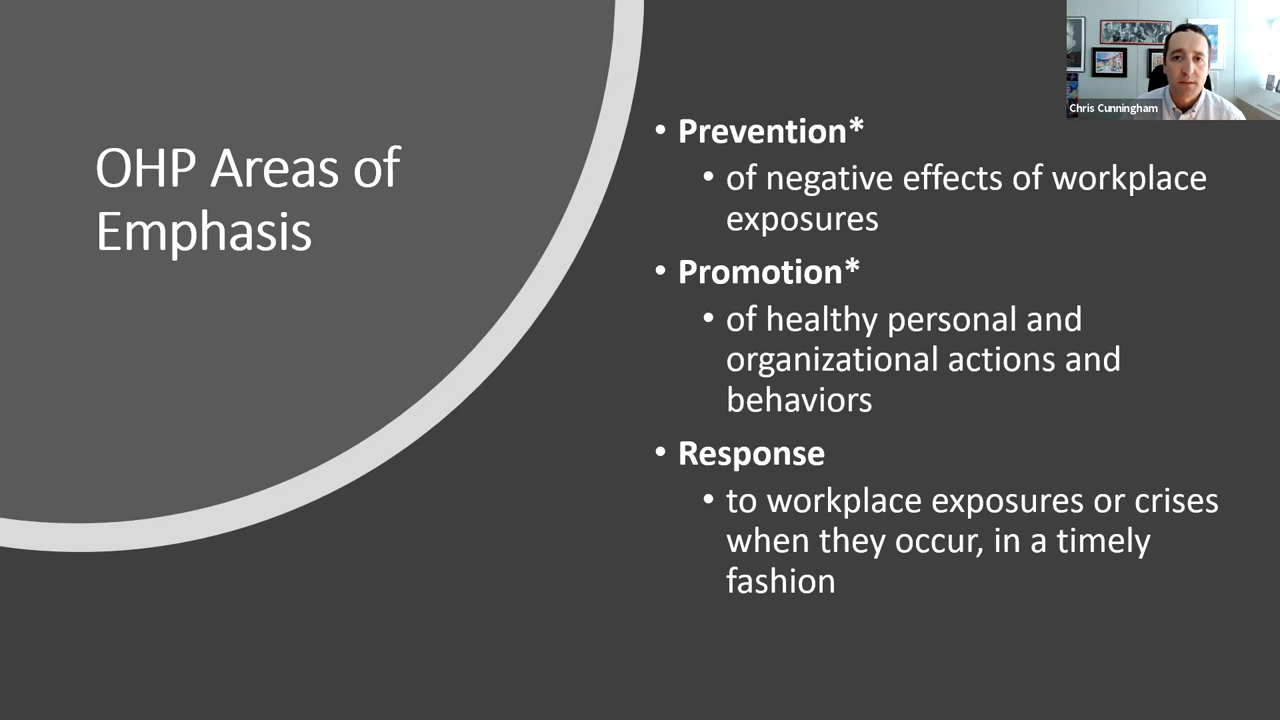 OHP Areas of
Emphasis
• Prevention*
• of negative effects of workplace
exposures
• Promotion*
• of healthy personal and
organizational actions and
behaviors
• Response
• to workplace exposures or crises
when they occur, in a timely
fashion
Chris Cunningham